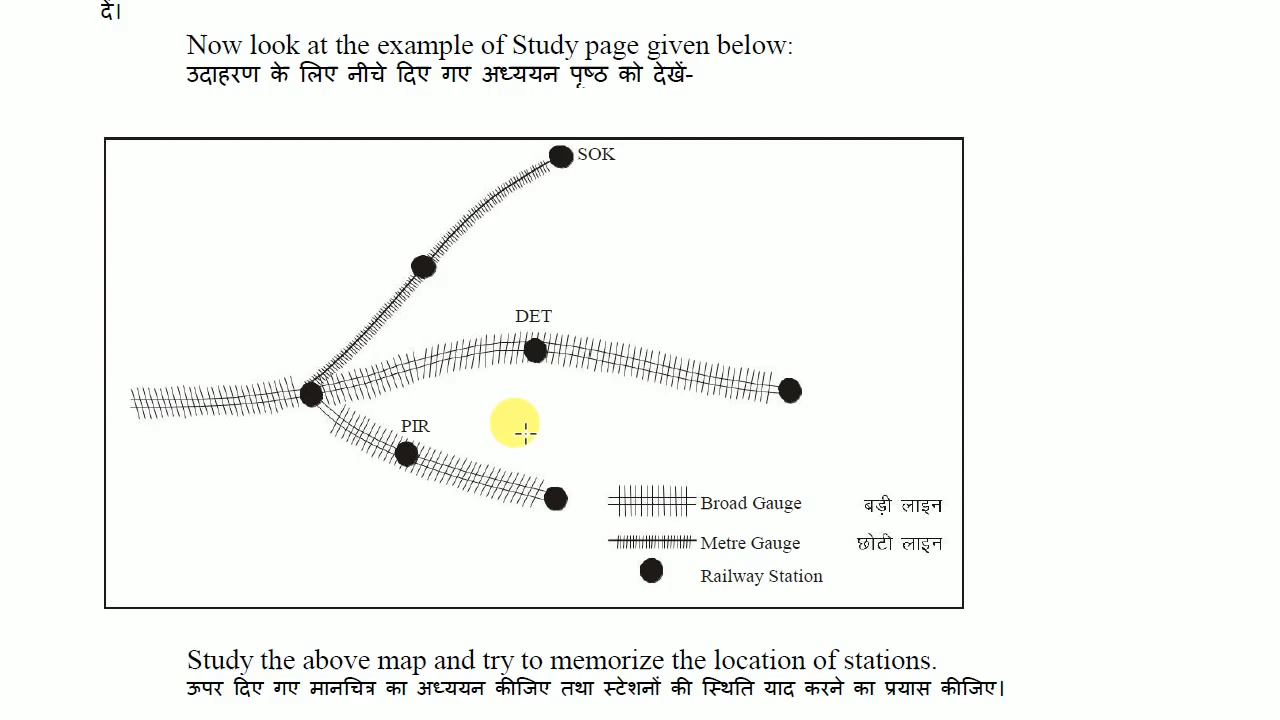 दें।
Now look at the example of Study page given below:
उदाहरण के लिए नीचे दिए गए अध्ययन पृष्ठ को देखें-
SOK
DET
PIR
Broad Gauge बड़ी लाइन
Metre Gauge छोटी लाइन
Railway Station
Study the above map and try to memorize the location of stations.
ऊपर दिए गए मानचित्र का अध्ययन कीजिए तथा स्टेशनों की स्थिति याद करने का प्रयास कीजिए।